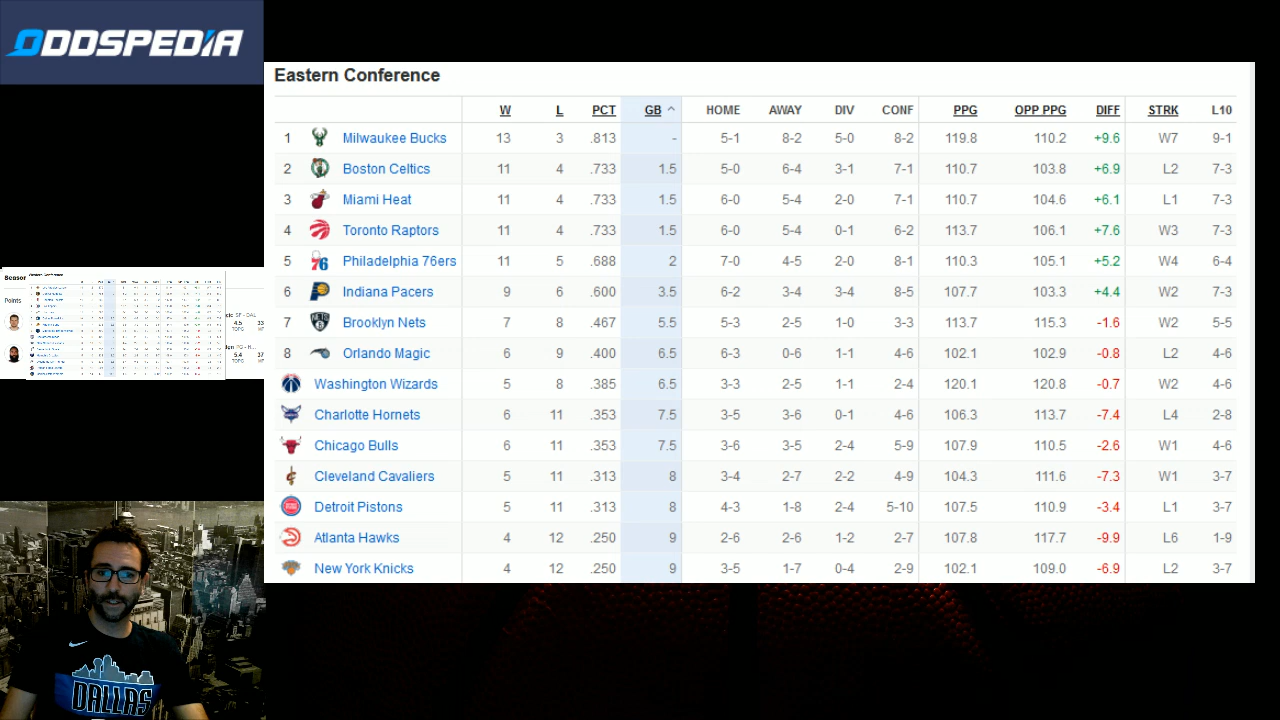 ODDSPEDIA
Eastern Conference
W L PCT GB HOME AWAY DIV CONF PPG OPP PPG DIFF STRK L10
1 Milwaukee Bucks 13 3 .813 - 5-1 8-2 5-0 8-2 119.8 110.2 +9.6 W7 9-1
2 Boston Celtics 11 4 .733 1.5 5-0 6-4 3-1 7-1 110.7 103.8 +6.9 L2 7-3
3 Miami Heat 11 4 .733 1.5 6-0 5-4 2-0 7-1 110.7 104.6 +6.1 L1 7-3
4 Toronto Raptors 11 4 .733 1.5 6-0 5-4 0-1 6-2 113.7 106.1 +7.6 W3 7-3
5 Philadelphia 76ers 11 5 .688 2 7-0 4-5 2-0 8-1 110.3 105.1 +5.2 W4 6-4
6 Indiana Pacers 9 6 .600 3.5 6-2 3-4 3-4 8-5 107.7 103.3 +4.4 W2 7-3
7 Brooklyn Nets 7 8 .467 5.5 5-3 2-5 1-0 3-3 113.7 115.3 -1.6 W2 5-5
8 Orlando Magic 6 9 .400 6.5 6-3 0-6 1-1 4-6 102.1 102.9 -0.8 L2 4-6
Washington Wizards 5 8 .385 6.5 3-3 2-5 1-1 2-4 120.1 120.8 -0.7 W2 4-6
Charlotte Hornets 6 11 .353 7.5 3-5 3-6 0-1 4-6 106.3 113.7 -7.4 L4 2-8
Chicago Bulls 6 11 .353 7.5 3-6 3-5 2-4 5-9 107.9 110.5 -2.6 W1 4-6
Cleveland Cavaliers 5 11 .313 8 3-4 2-7 2-2 4-9 104.3 111.6 -7.3 W1 3-7
Detroit Pistons 5 11 .313 8 4-3 1-8 2-4 5-10 107.5 110.9 -3.4 L1 3-7
Atlanta Hawks 4 12 .250 9 2-6 2-6 1-2 2-7 107.8 117.7 -9.9 L6 1-9
New York Knicks 4 12 .250 9 3-5 1-7 0-4 2-9 102.1 109.0 -6.9 L2 3-7
Season
Eastern Conference
Points
4.5 33
5.4 37
DALLAS